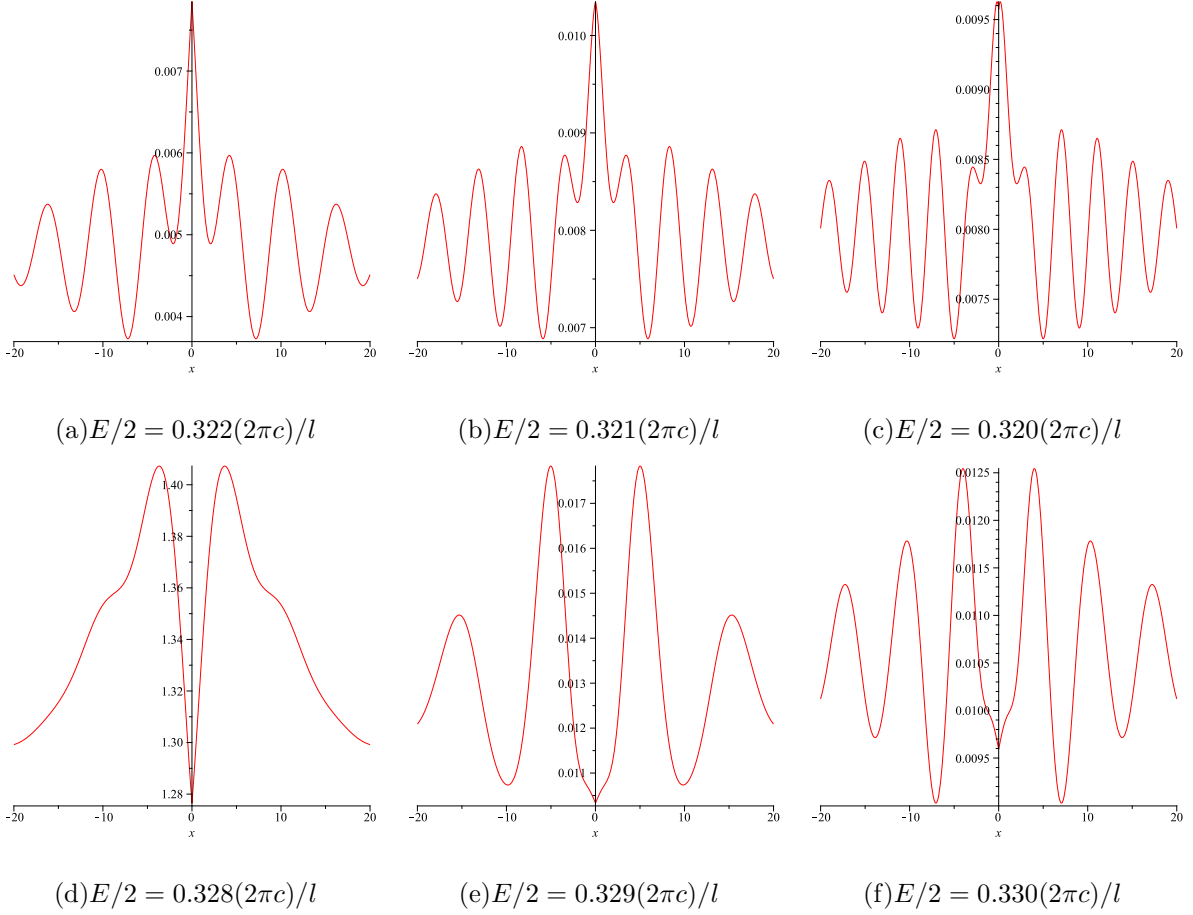 0.007
0.006
0.005
0.004
−20 −10 0 10 20
x
0.010
0.009
0.008
0.007
−20 −10 0 10 20
x
0.0095
0.0090
0.0085
0.0080
0.0075
−20 −10 0 10 20
x
(a)E/2 = 0.322(2πc)/l
(b)E/2 = 0.321(2πc)/l
(c)E/2 = 0.320(2πc)/l
1.40
1.38
1.36
1.34
1.32
1.30
1.28
−20 −10 0 10 20
x
0.017
0.016
0.015
0.014
0.013
0.012
0.011
−20 −10 0 10 20
x
0.0125
0.0120
0.0115
0.0110
0.0105
0.0100
0.0095
−20 −10 0 10 20
x
(d)E/2 = 0.328(2πc)/l
(e)E/2 = 0.329(2πc)/l
(f)E/2 = 0.330(2πc)/l